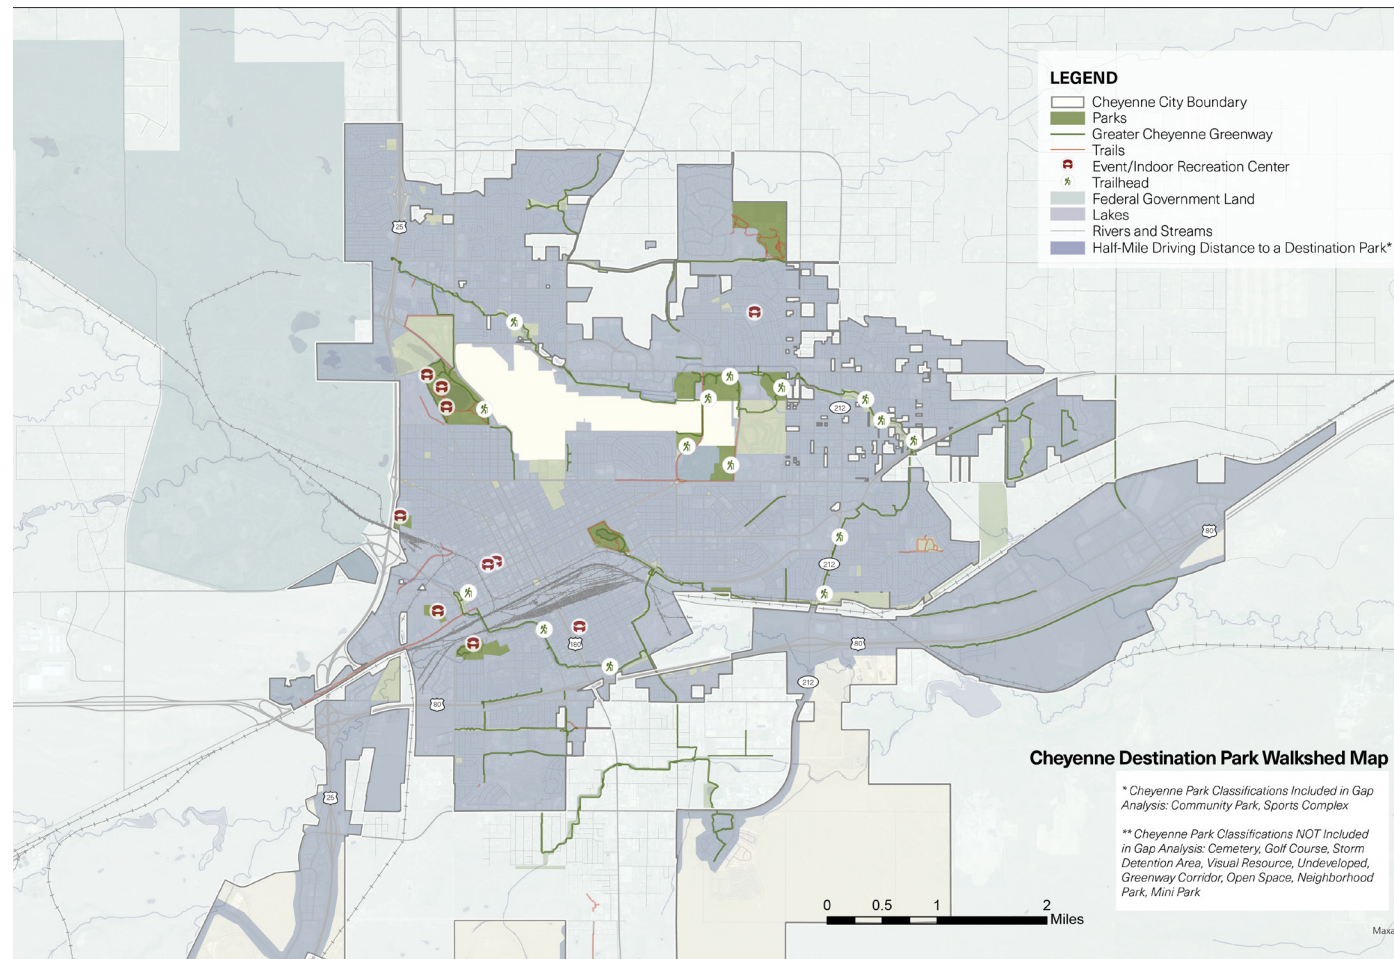 LEGEND
Cheyenne City Boundary
Parks
Greater Cheyenne Greenway
Trails
Event/Indoor Recreation Center
Trailhead
Federal Government Land
Lakes
Rivers and Streams
Half-Mile Driving Distance to a Destination Park*
25
212
212
80
180
80
212
80
25
Cheyenne Destination Park Walkshed Map
* Cheyenne Park Classifications Included in Gap
Analysis: Community Park, Sports Complex
** Cheyenne Park Classifications NOT Included
in Gap Analysis: Cemetery, Golf Course, Storm
Detention Area, Visual Resource, Undeveloped,
Greenway Corridor, Open Space, Neighborhood
Park, Mini Park
0 0.5 1 2
Miles
Maxa